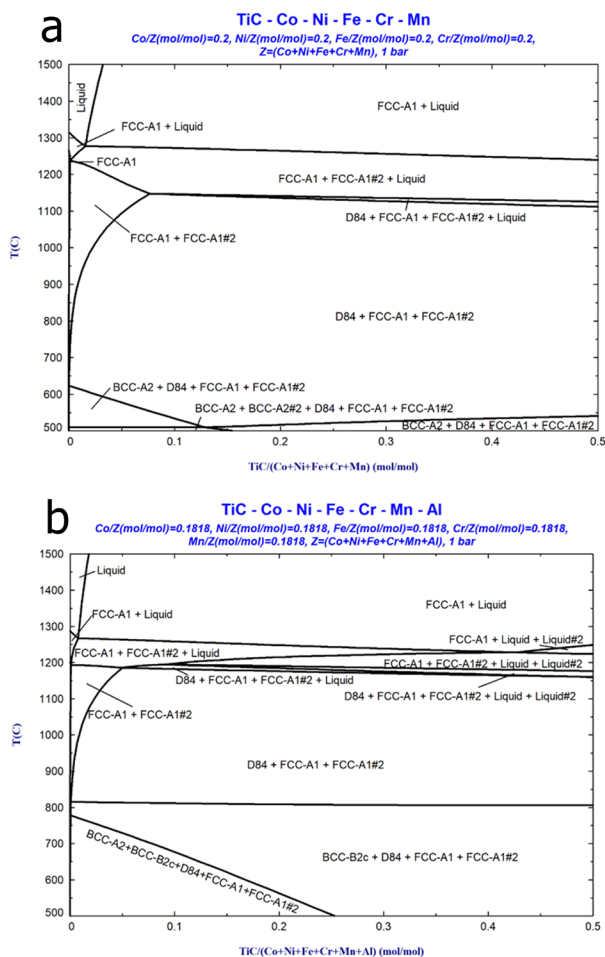 a
TiC - Co - Ni - Fe - Cr - Mn
Co/Z(mol/mol)=0.2, Ni/Z(mol/mol)=0.2, Fe/Z(mol/mol)=0.2, Cr/Z(mol/mol)=0.2,
Z=(Co+Ni+Fe+Cr+Mn), 1 bar
1500
1400
1300
1200
1100
1000
900
800
700
600
500
T(C)
Liquid
FCC-A1 + Liquid
FCC-A1 + Liquid
FCC-A1
FCC-A1 + FCC-A1#2 + Liquid
D84 + FCC-A1 + FCC-A1#2 + Liquid
FCC-A1 + FCC-A1#2
D84 + FCC-A1 + FCC-A1#2
BCC-A2 + D84 + FCC-A1 + FCC-A1#2
BCC-A2 + BCC-A2#2 + D84 + FCC-A1 + FCC-A1#2
BCC-A2 + D84 + FCC-A1 + FCC-A1#2
0 0.1 0.2 0.3 0.4 0.5
TiC/(Co+Ni+Fe+Cr+Mn) (mol/mol)
b
TiC - Co - Ni - Fe - Cr - Mn - Al
Co/Z(mol/mol)=0.1818, Ni/Z(mol/mol)=0.1818, Fe/Z(mol/mol)=0.1818, Cr/Z(mol/mol)=0.1818,
Mn/Z(mol/mol)=0.1818, Z=(Co+Ni+Fe+Cr+Mn+Al), 1 bar
1500
1400
1300
1200
1100
1000
900
800
700
600
500
T(C)
Liquid
FCC-A1 + Liquid
FCC-A1 + Liquid
FCC-A1 + Liquid + Liquid#2
FCC-A1 + FCC-A1#2 + Liquid
FCC-A1 + FCC-A1#2 + Liquid + Liquid#2
D84 + FCC-A1 + FCC-A1#2 + Liquid
D84 + FCC-A1 + FCC-A1#2 + Liquid + Liquid#2
FCC-A1 + FCC-A1#2
D84 + FCC-A1 + FCC-A1#2
BCC-A2+BCC-B2c+D84+FCC-A1+FCC-A1#2
BCC-B2c + D84 + FCC-A1 + FCC-A1#2
0 0.1 0.2 0.3 0.4 0.5
TiC/(Co+Ni+Fe+Cr+Mn+Al) (mol/mol)